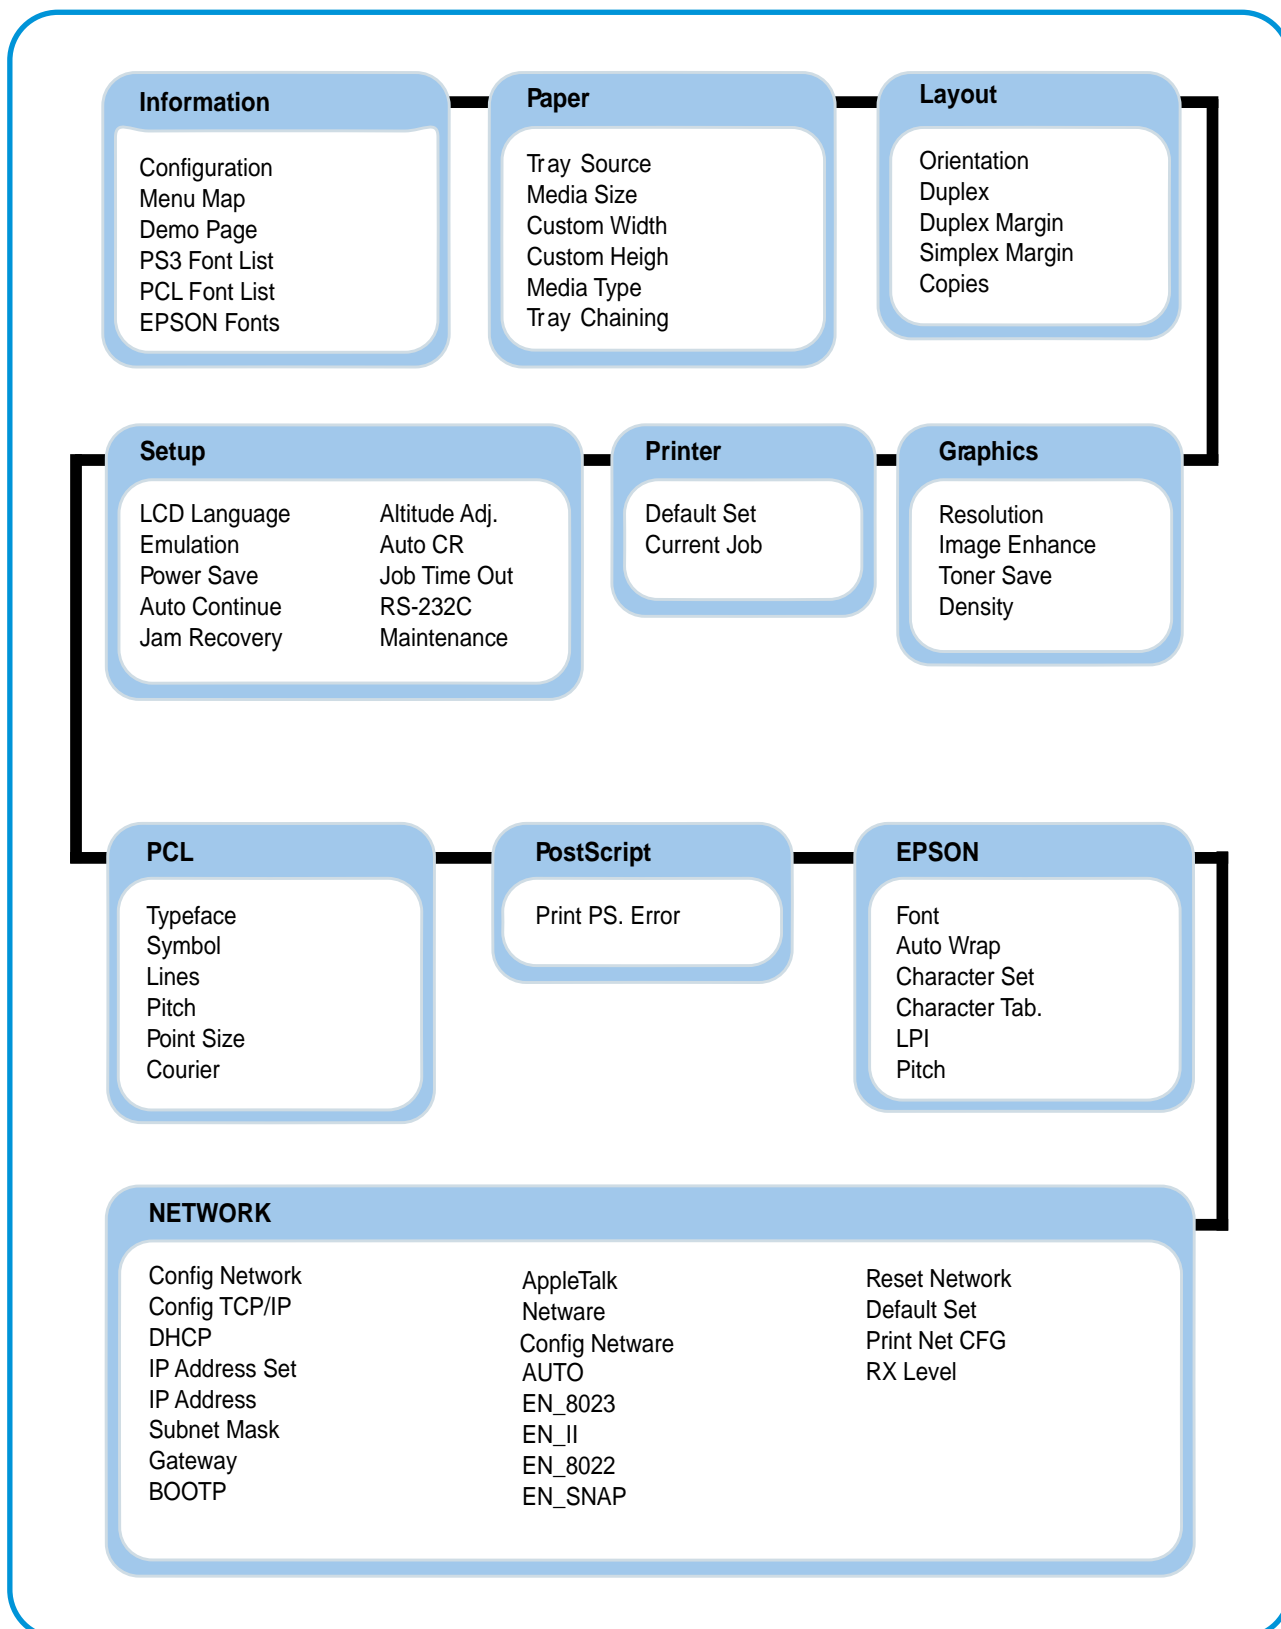 Information
Configuration
Menu Map
Demo Page
PS3 Font List
PCL Font List
EPSON Fonts
Paper
Tray Source
Media Size
Custom Width
Custom Heigh
Media Type
Tray Chaining
Layout
Orientation
Duplex
Duplex Margin
Simplex Margin
Copies
Setup
LCD Language
Emulation
Power Save
Auto Continue
Jam Recovery
Altitude Adj.
Auto CR
Job Time Out
RS-232C
Maintenance
Printer
Default Set
Current Job
Graphics
Resolution
Image Enhance
Toner Save
Density
PCL
Typeface
Symbol
Lines
Pitch
Point Size
Courier
PostScript
Print PS. Error
EPSON
Font
Auto Wrap
Character Set
Character Tab.
LPI
Pitch
NETWORK
Config Network
Config TCP/IP
DHCP
IP Address Set
IP Address
Subnet Mask
Gateway
BOOTP
AppleTalk
Netware
Config Netware
AUTO
EN_8023
EN_II
EN_8022
EN_SNAP
Reset Network
Default Set
Print Net CFG
RX Level